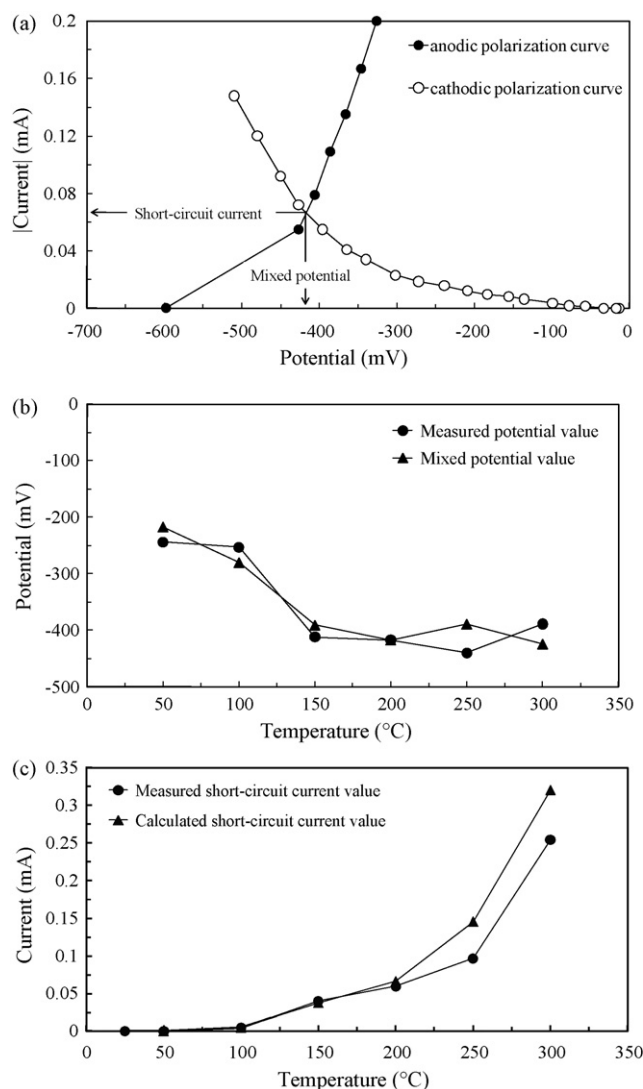 (a)
0.2
0.16
0.12
0.08
0.04
0
|Current| (mA)
anodic polarization curve
cathodic polarization curve
Short-circuit current
Mixed potential
-700 -600 -500 -400 -300 -200 -100 0
Potential (mV)
(b)
0
-100
-200
-300
-400
-500
Potential (mV)
Measured potential value
Mixed potential value
0 50 100 150 200 250 300 350
Temperature (°C)
(c)
0.35
0.3
0.25
0.2
0.15
0.1
0.05
0
Current (mA)
Measured short-circuit current value
Calculated short-circuit current value
0 50 100 150 200 250 300 350
Temperature (°C)